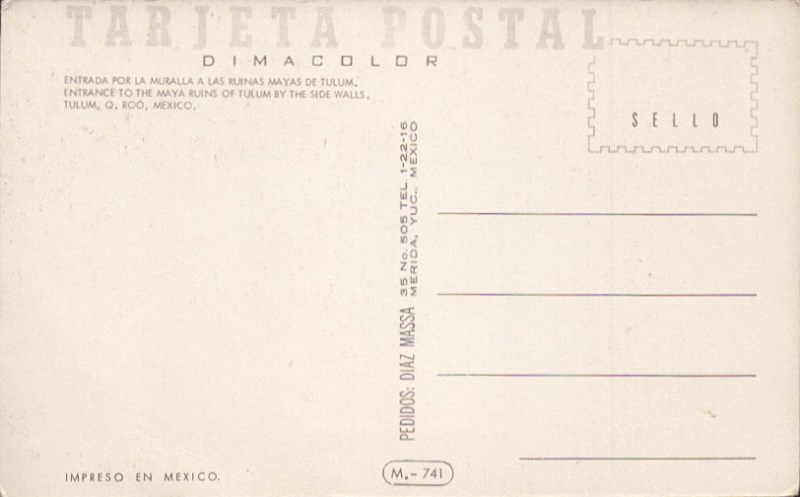 TARJETA POSTAL
DIMACOLOR
ENTRADA POR LA MURALLA A LAS RUINAS MAYAS DE TULUM.
ENTRANCE TO THE MAYA RUINS OF TULUM BY THE SIDE WALLS.
TULUM, Q. ROO, MEXICO.
SELLO
PEDIDOS: DIAZ MASSA 35 No. 505 TEL 1-22-16
MERIDA, YUC., MEXICO
IMPRESO EN MEXICO.
M.- 741